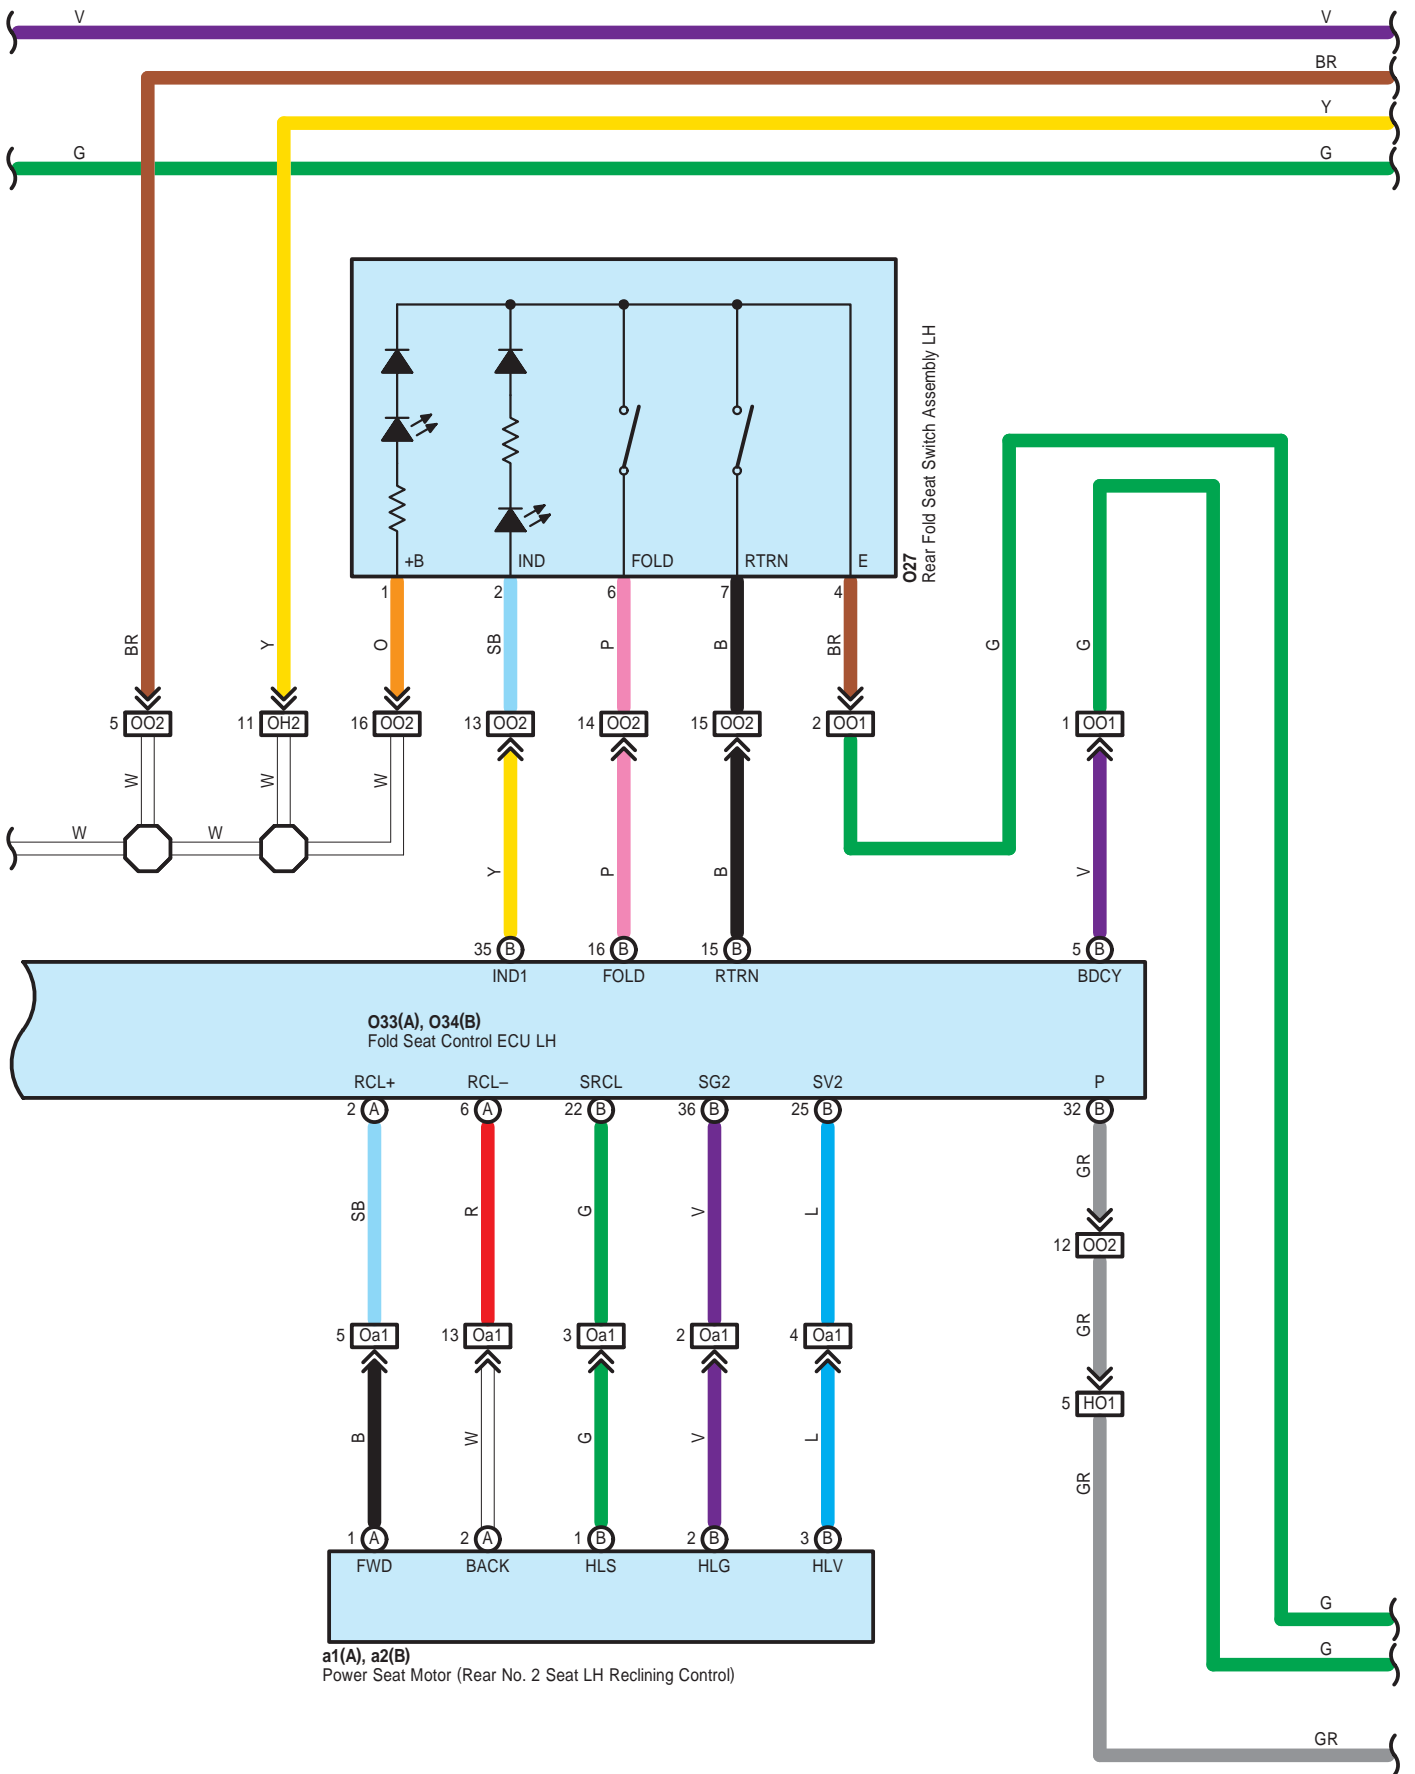 V V
BR
Y
G G
O27
Rear Fold Seat Switch Assembly LH
+B IND FOLD RTRN E
1 2 6 7 4
BR Y O SB P B BR G G
5 OO2 11 OH2 16 OO2 13 OO2 14 OO2 15 OO2 2 OO1 1 OO1
W W W
W W
Y P B V
35 B 16 B 15 B 5 B
IND1 FOLD RTRN BDCY
O33(A), O34(B)
Fold Seat Control ECU LH
RCL+ RCL– SRCL SG2 SV2 P
2 A 6 A 22 B 36 B 25 B 32 B
GR
SB R G V L
12 OO2
5 Oa1 13 Oa1 3 Oa1 2 Oa1 4 Oa1
GR
5 HO1
B W G V L
GR
1 A 2 A 1 B 2 B 3 B
FWD BACK HLS HLG HLV
G
G
a1(A), a2(B)
Power Seat Motor (Rear No. 2 Seat LH Reclining Control)
GR